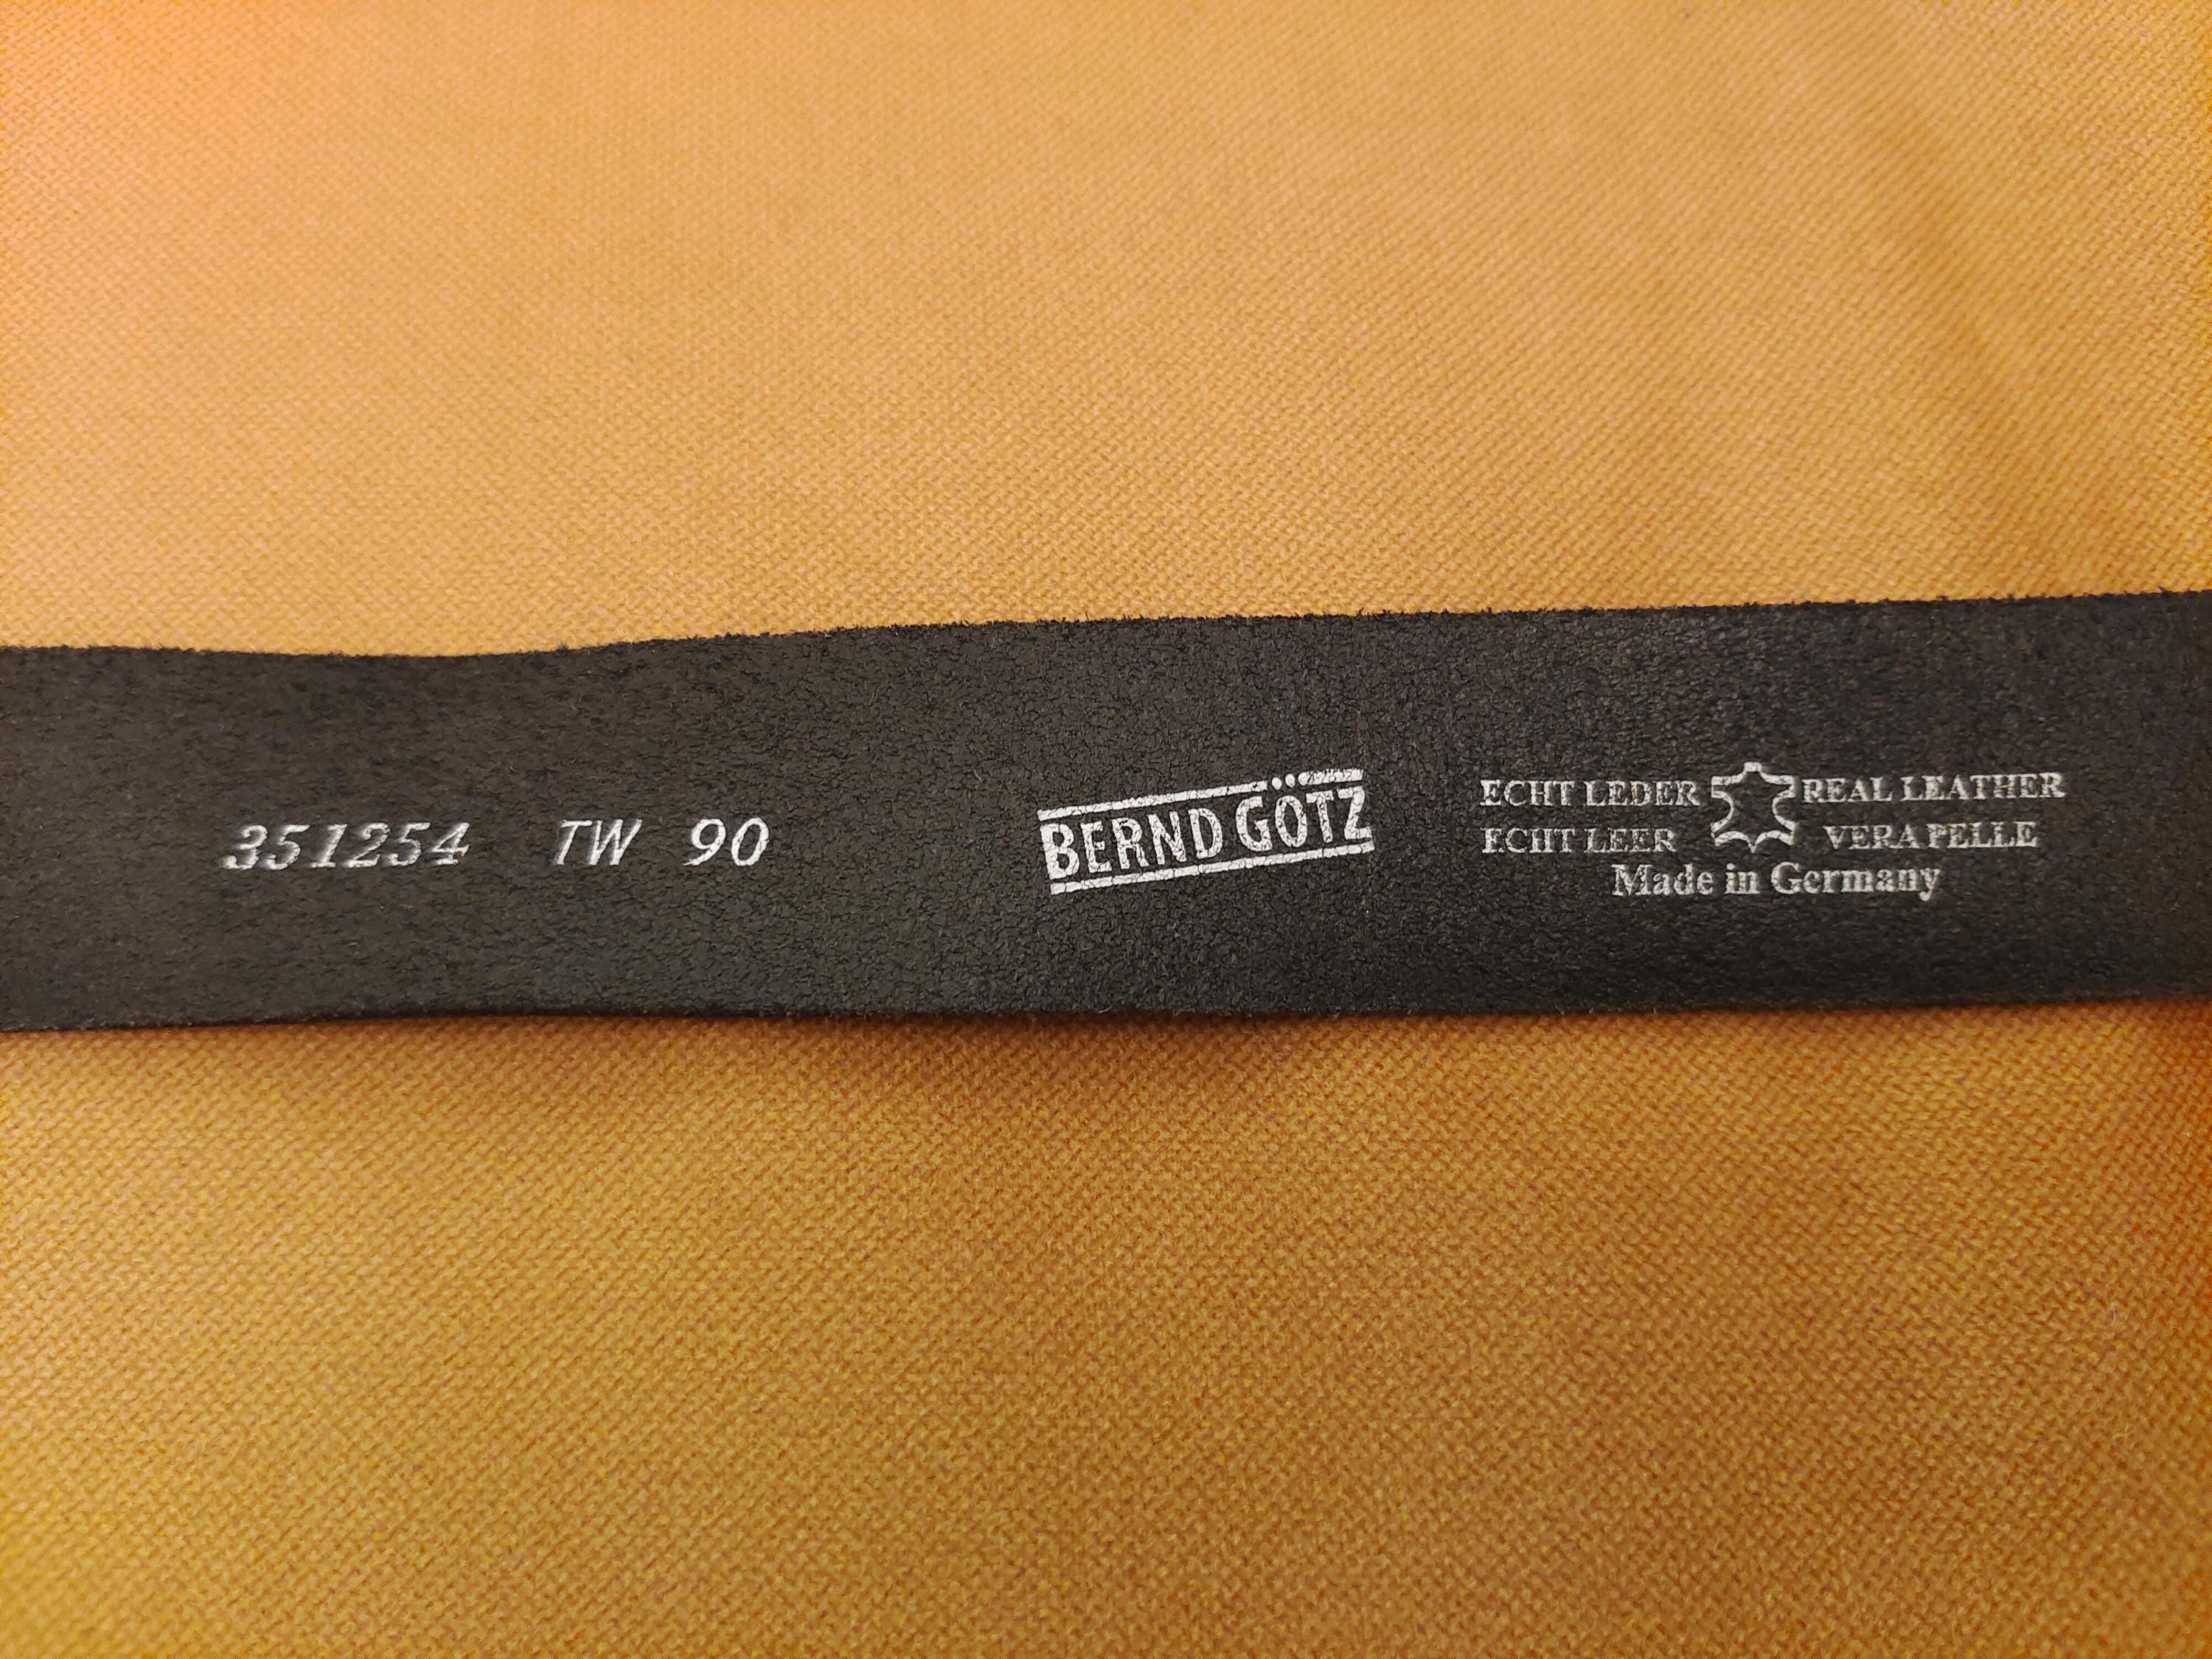 351254 TW 90
BERND GÖTZ
ECHT LEDER REAL LEATHER
ECHT LEER VERA PELLE
Made in Germany